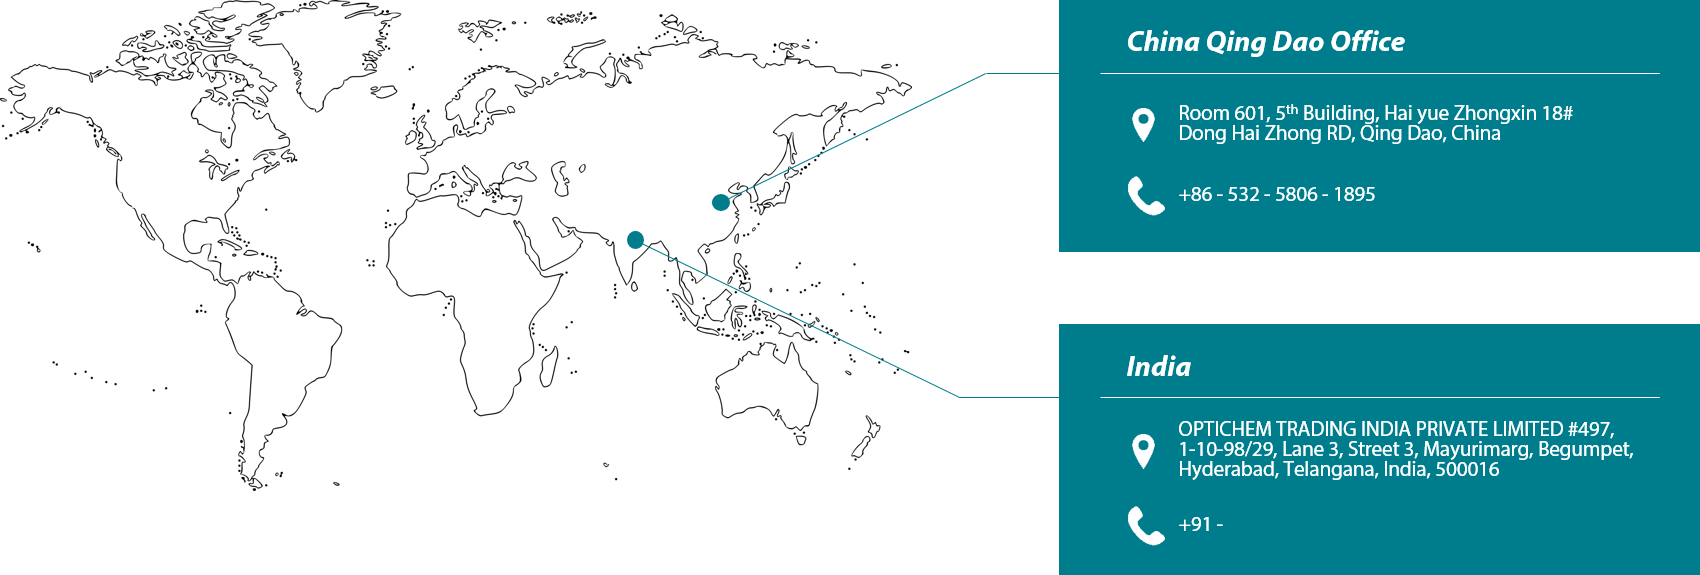 China Qing Dao Office
Room 601, 5th Building, Hai yue Zhongxin 18#
Dong Hai Zhong RD, Qing Dao, China
+86 - 532 - 5806 - 1895
India
OPTICHEM TRADING INDIA PRIVATE LIMITED #497,
1-10-98/29, Lane 3, Street 3, Mayurimarg, Begumpet,
Hyderabad, Telangana, India, 500016
+91 -